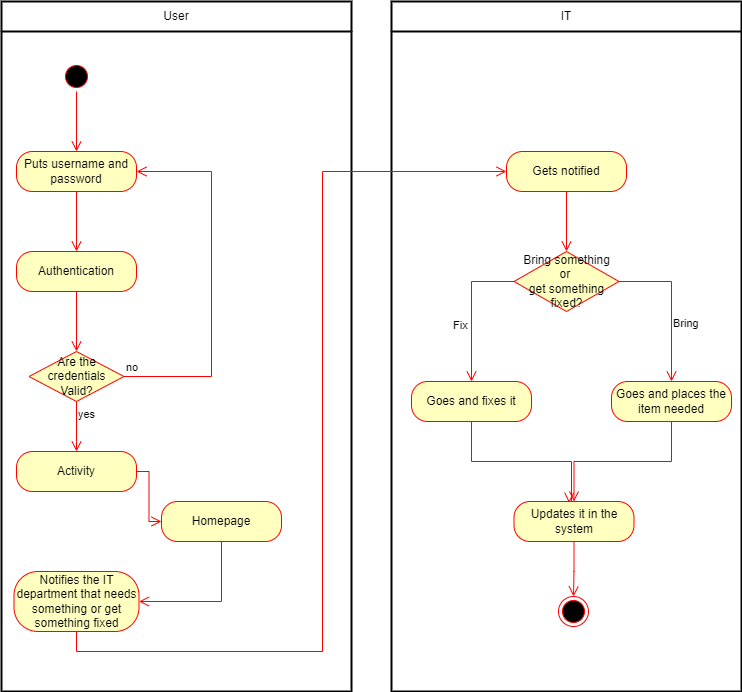 User
IT
Puts username and
password
Gets notified
Authentication
Bring something
or
get something
fixed?
Fix
Bring
Are the
credentials
Valid?
no
yes
Goes and fixes it
Goes and places the
item needed
Activity
Homepage
Updates it in the
system
Notifies the IT
department that needs
something or get
something fixed